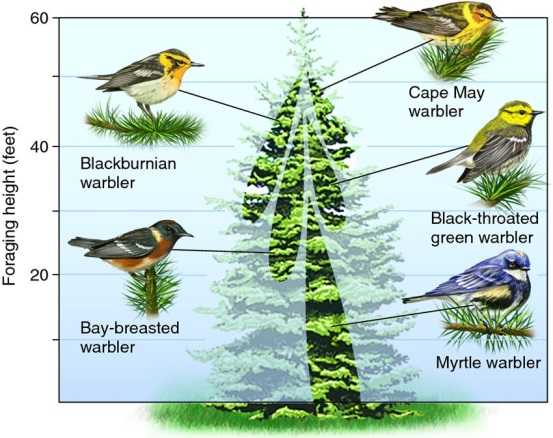 60
40
20
Foraging height (feet)
Cape May
warbler
Blackburnian
warbler
Black-throated
green warbler
Bay-breasted
warbler
Myrtle warbler